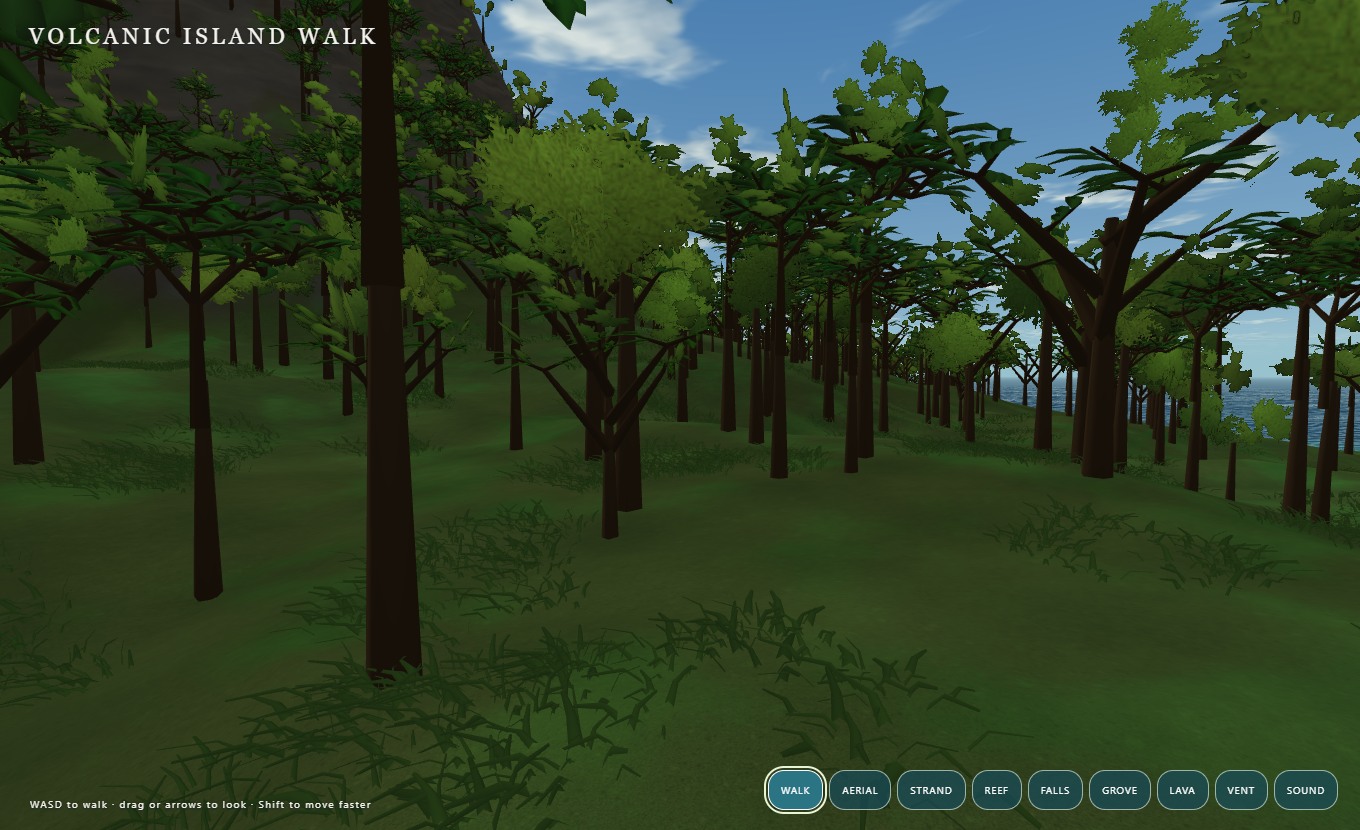 VOLCANIC ISLAND WALK
WASD to walk · drag or arrows to look · Shift to move faster
WALK
AERIAL
STRAND
REEF
FALLS
GROVE
LAVA
VENT
SOUND